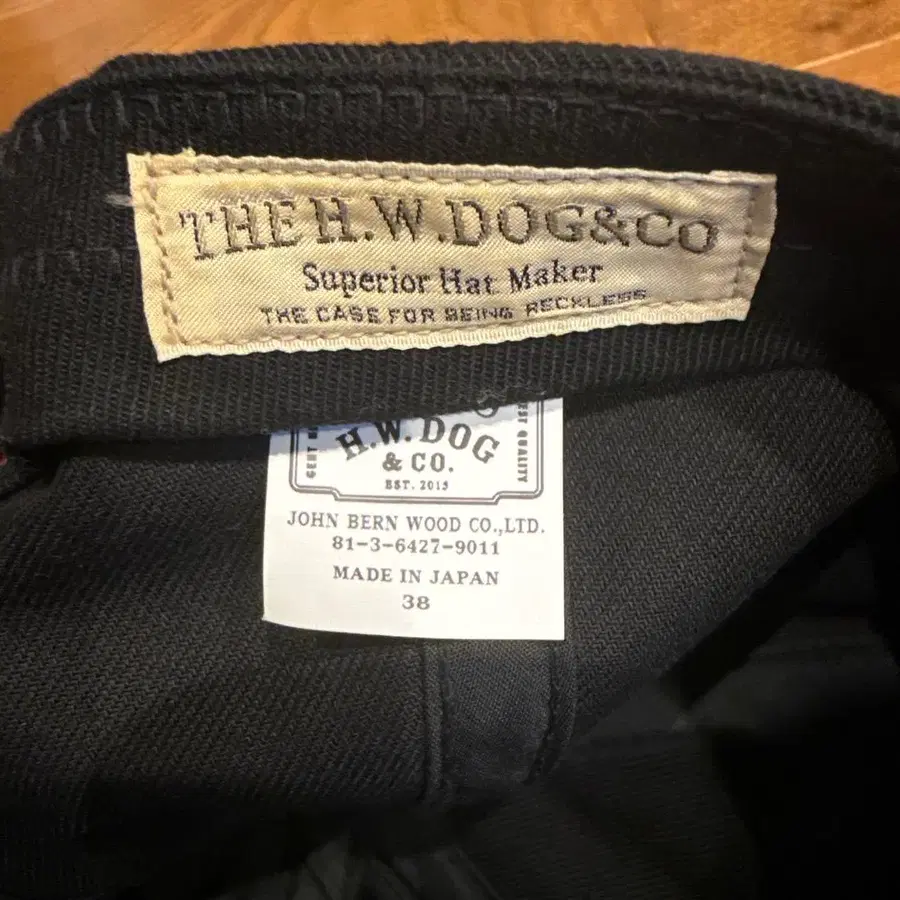 THE H.W.DOG&CO
Superior Hat Maker
THE CASE FOR BEING RECKLESS
H.W. DOG
& CO.
EST. 2015
QUALITY
JOHN BERN WOOD CO.,LTD.
81-3-6427-9011
MADE IN JAPAN
38